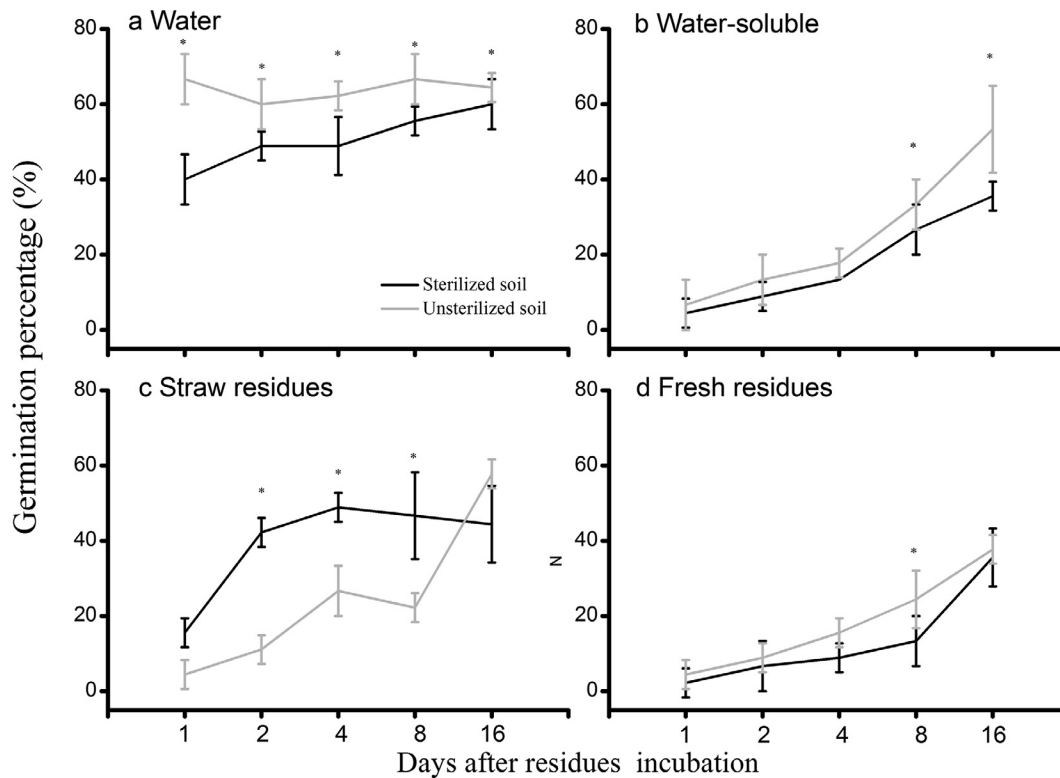 a Water
b Water-soluble
80
60
40
20
0
* * * * *
Sterilized soil
Unsterilized soil
80
60
40
20
0
* *
c Straw residues
d Fresh residues
80
60
40
20
0
* * *
1 2 4 8 16
80
60
40
20
0
N
*
1 2 4 8 16
Germination percentage (%)
Days after residues incubation